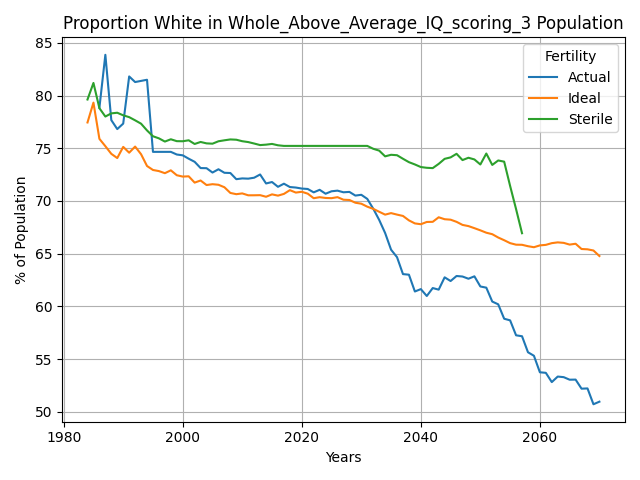 Proportion White in Whole_Above_Average_IQ_scoring_3 Population
85
80
75
70
65
60
55
50
% of Population
Fertility
Actual
Ideal
Sterile
1980
2000
2020
2040
2060
Years